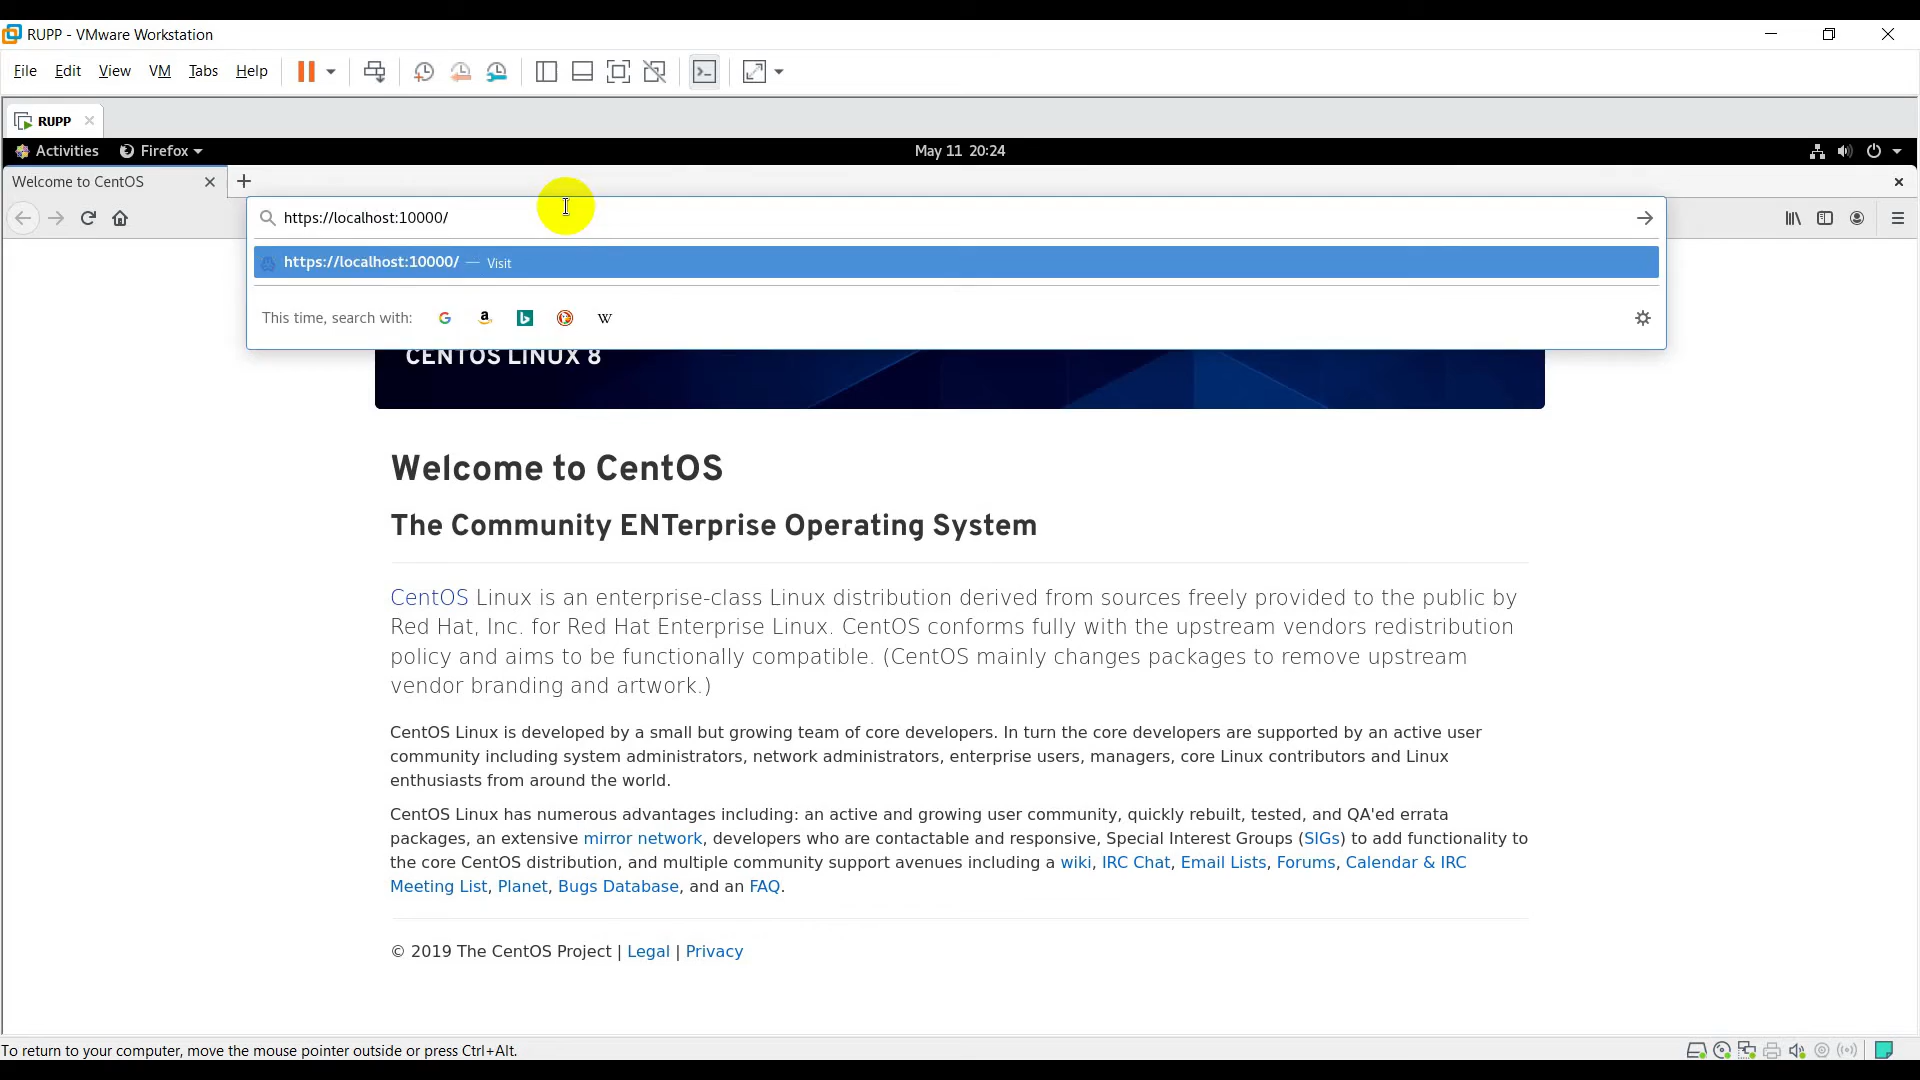 RUPP - VMware Workstation
File Edit View VM Tabs Help
RUPP
Activities Firefox May 11 20:24
Welcome to CentOS
https://localhost:10000/
https://localhost:10000/ — Visit
This time, search with:
CENTOS LINUX 8
Welcome to CentOS
The Community ENTerprise Operating System
CentOS Linux is an enterprise-class Linux distribution derived from sources freely provided to the public by
Red Hat, Inc. for Red Hat Enterprise Linux. CentOS conforms fully with the upstream vendors redistribution
policy and aims to be functionally compatible. (CentOS mainly changes packages to remove upstream
vendor branding and artwork.)
CentOS Linux is developed by a small but growing team of core developers. In turn the core developers are supported by an active user
community including system administrators, network administrators, enterprise users, managers, core Linux contributors and Linux
enthusiasts from around the world.
CentOS Linux has numerous advantages including: an active and growing user community, quickly rebuilt, tested, and QA'ed errata
packages, an extensive mirror network, developers who are contactable and responsive, Special Interest Groups (SIGs) to add functionality to
the core CentOS distribution, and multiple community support avenues including a wiki, IRC Chat, Email Lists, Forums, Calendar & IRC
Meeting List, Planet, Bugs Database, and an FAQ.
© 2019 The CentOS Project | Legal | Privacy
To return to your computer, move the mouse pointer outside or press Ctrl+Alt.